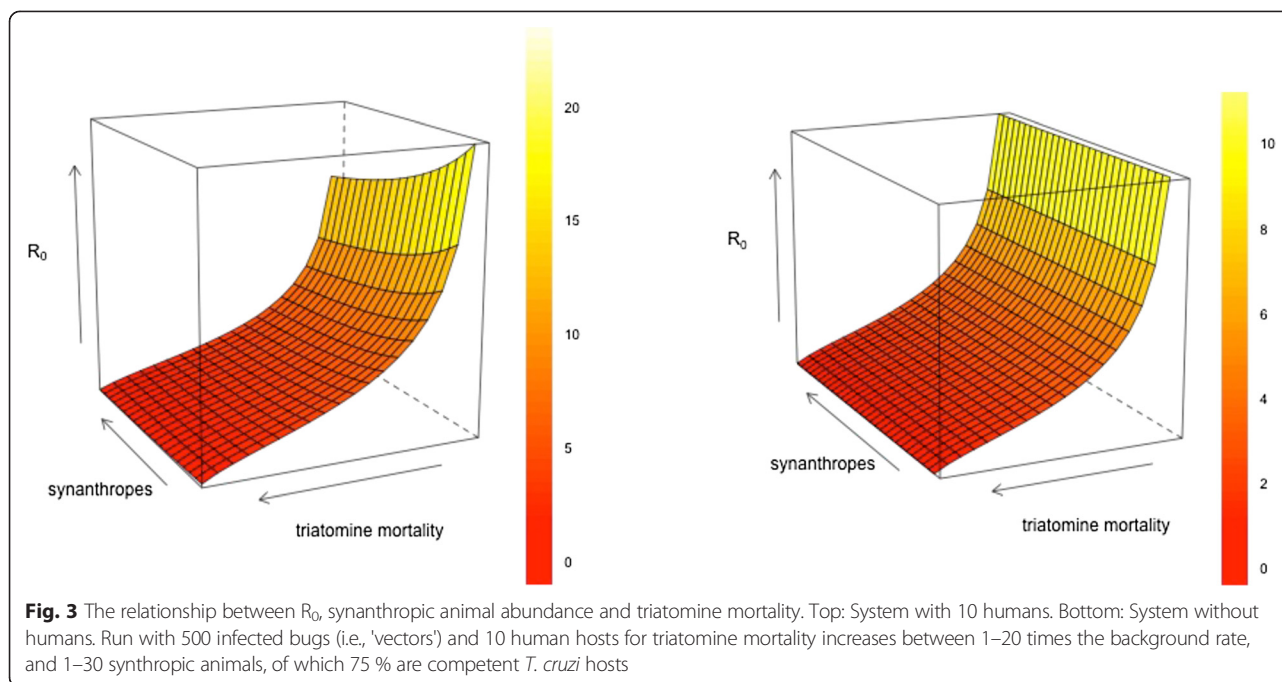 20
15
10
5
0
R0
synanthropes
triatomine mortality
10
8
6
4
2
0
R0
synanthropes
triatomine mortality
Fig. 3 The relationship between R0, synanthropic animal abundance and triatomine mortality. Top: System with 10 humans. Bottom: System without
humans. Run with 500 infected bugs (i.e., 'vectors') and 10 human hosts for triatomine mortality increases between 1–20 times the background rate,
and 1–30 synthropic animals, of which 75 % are competent T. cruzi hosts